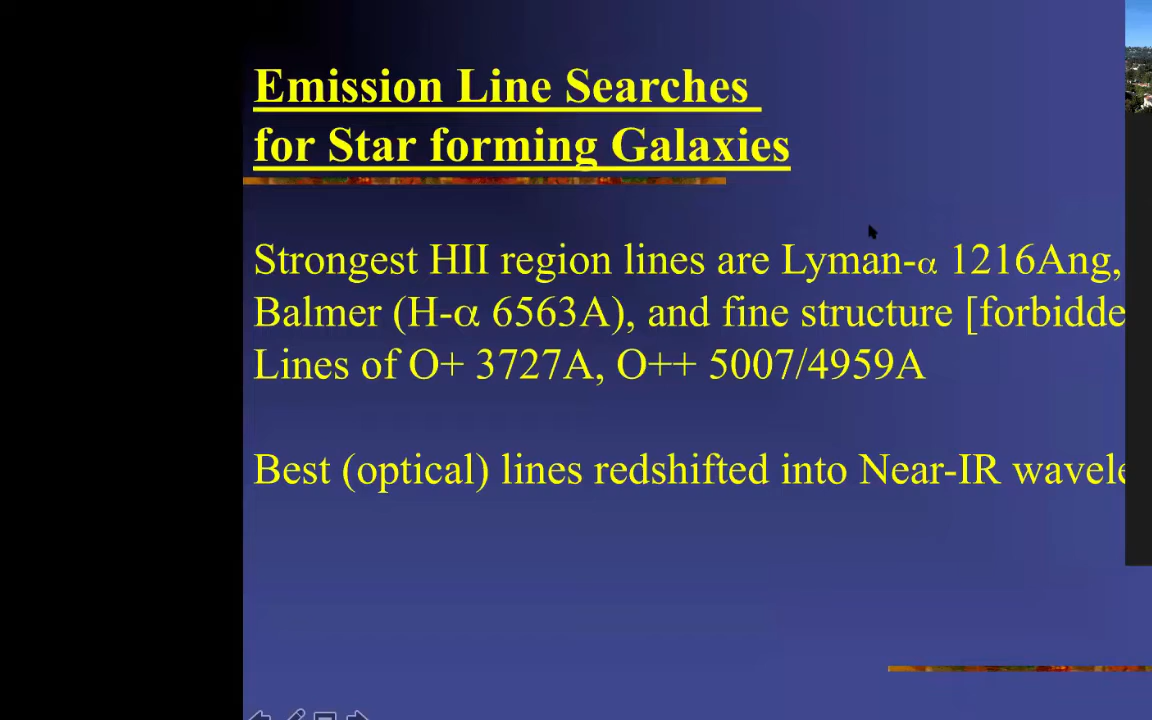 Emission Line Searches
for Star forming Galaxies
Strongest HII region lines are Lyman-α 1216Ang,
Balmer (H-α 6563A), and fine structure [forbidde
Lines of O+ 3727A, O++ 5007/4959A
Best (optical) lines redshifted into Near-IR wavele